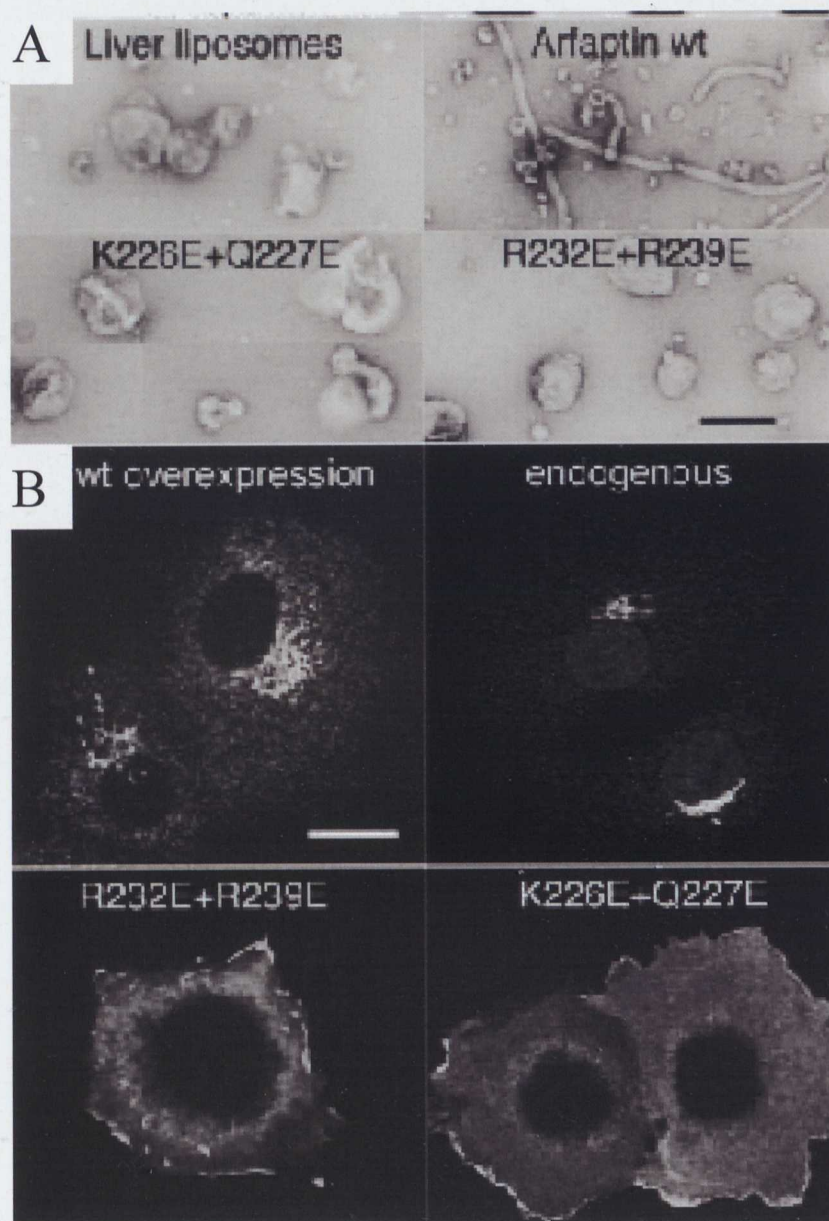 A
Liver liposomes
Arfaptin wt
K226E+Q227E
R232E+R239E
B
wt overexpression
endogenous
R232E+R239E
K226E+Q227E